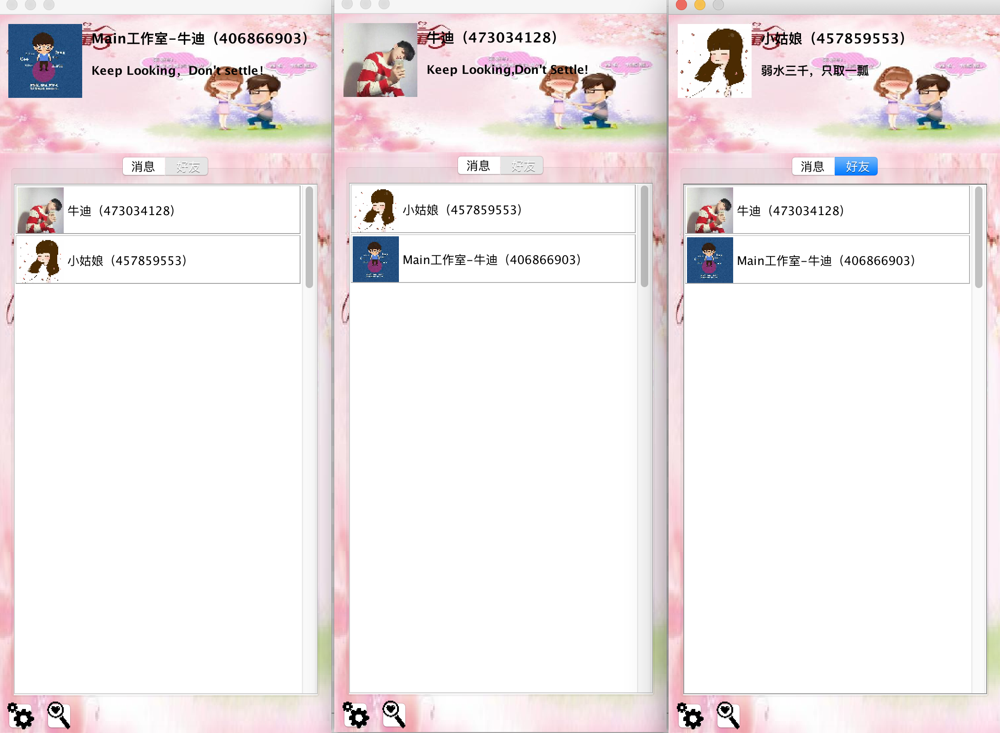 Main工作室-牛迪（406866903）
Keep Looking，Don't settle!
消息 好友
牛迪（473034128）
小姑娘（457859553）
牛迪（473034128）
Keep Looking,Don't Settle!
消息 好友
小姑娘（457859553）
Main工作室-牛迪（406866903）
小姑娘（457859553）
弱水三千，只取一瓢
消息 好友
牛迪（473034128）
Main工作室-牛迪（406866903）